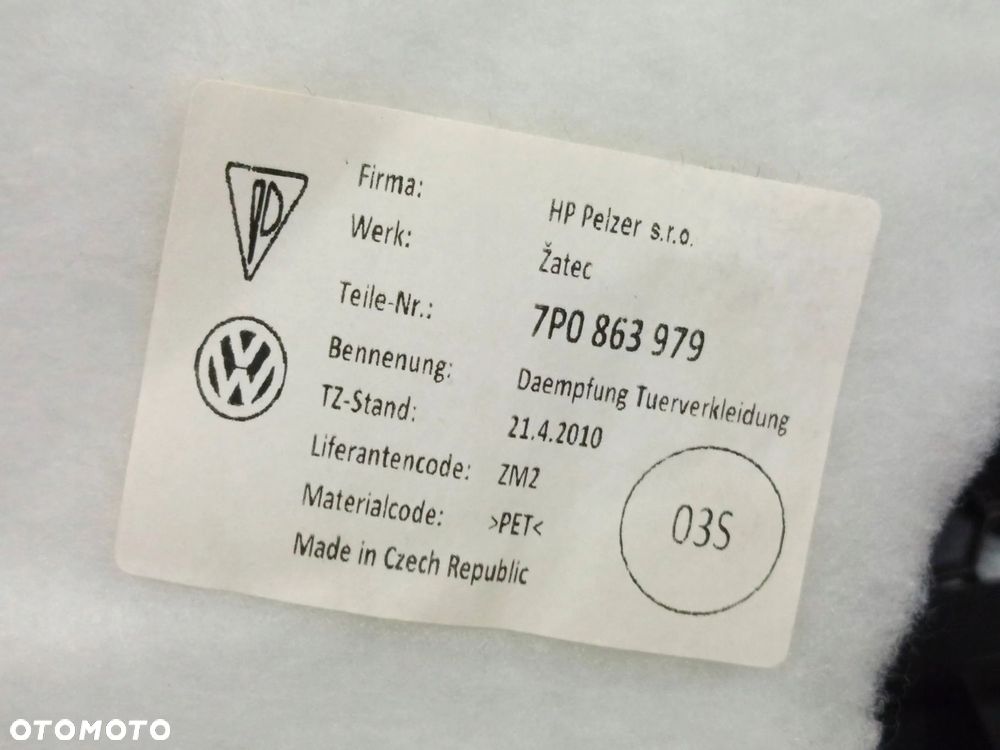 Firma: HP Pelzer s.r.o.
Werk: Žatec
Teile-Nr.: 7P0 863 979
Bennenung: Daempfung Tuerverkleidung
TZ-Stand: 21.4.2010
Liferantencode: ZM2
Materialcode: >PET<
Made in Czech Republic
03S
OTOMOTO